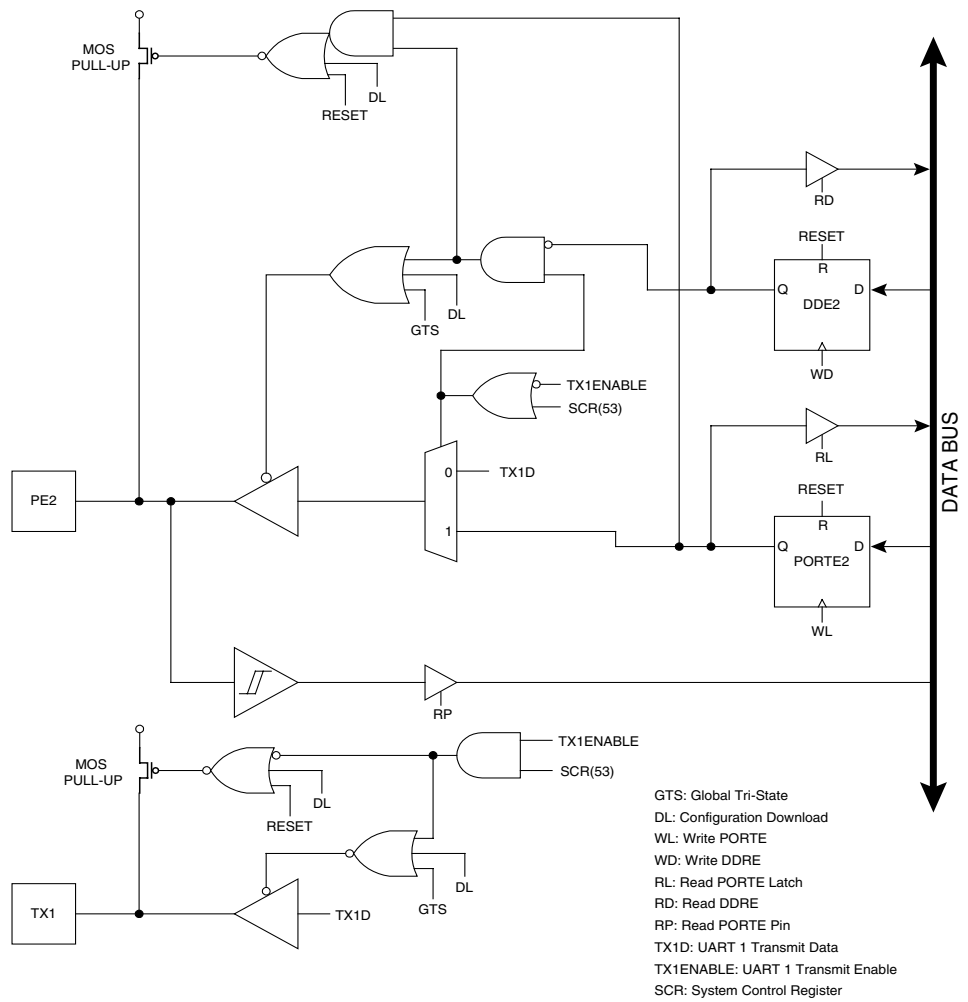 MOS
PULL-UP
DL
RESET
RD
RESET
R
Q
D
DDE2
WD
DL
GTS
TX1ENABLE
SCR(53)
RL
DATA BUS
0
TX1D
1
PE2
RESET
R
Q
D
PORTE2
WL
RP
MOS
PULL-UP
DL
RESET
TX1ENABLE
SCR(53)
DL
GTS
TX1
TX1D
GTS: Global Tri-State
DL: Configuration Download
WL: Write PORTE
WD: Write DDRE
RL: Read PORTE Latch
RD: Read DDRE
RP: Read PORTE Pin
TX1D: UART 1 Transmit Data
TX1ENABLE: UART 1 Transmit Enable
SCR: System Control Register